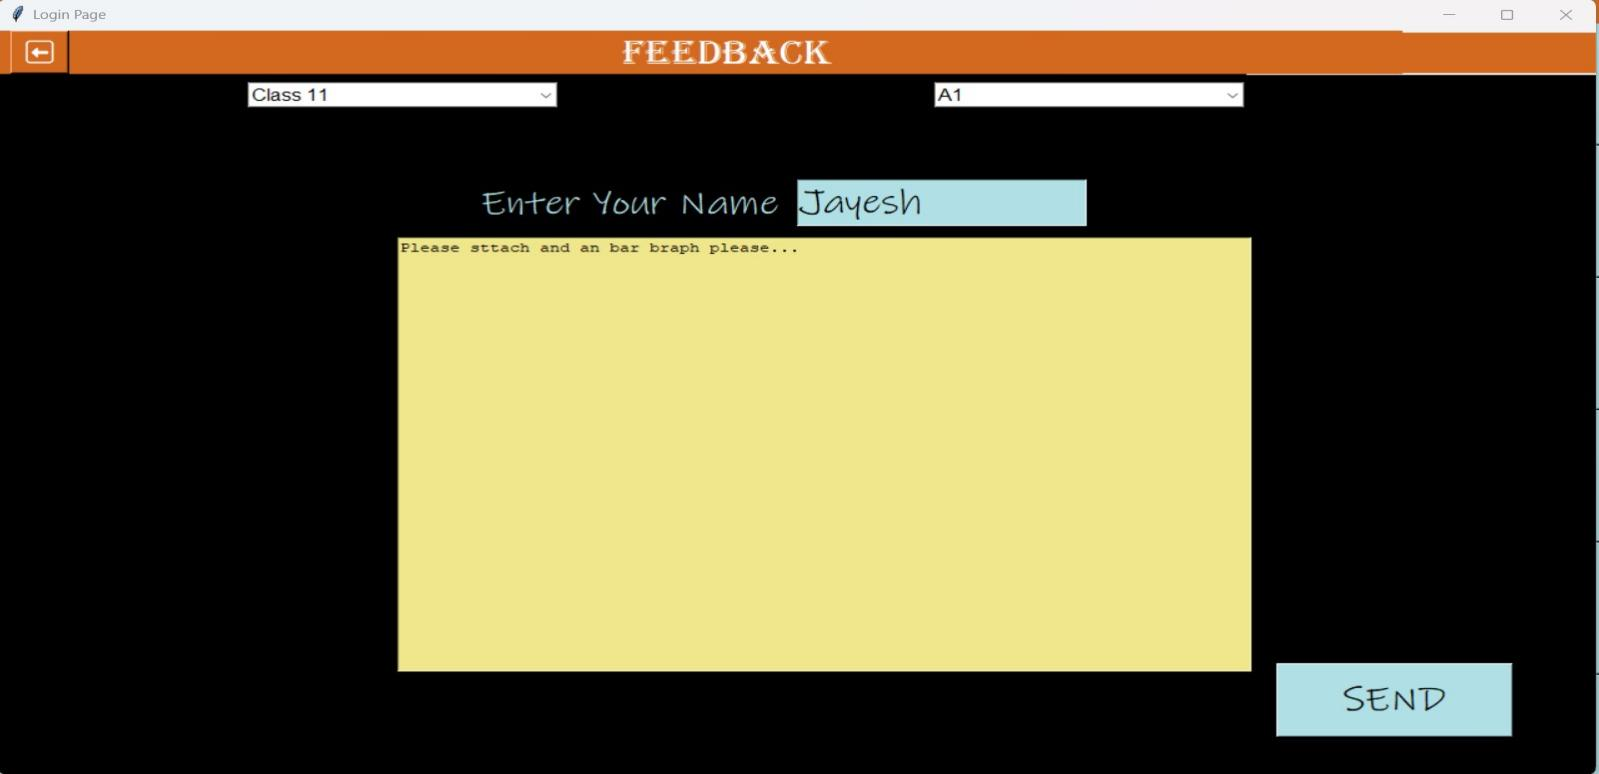 Login Page
FEEDBACK
Class 11
A1
Enter Your Name Jayesh
Please sttach and an bar braph please...
SEND